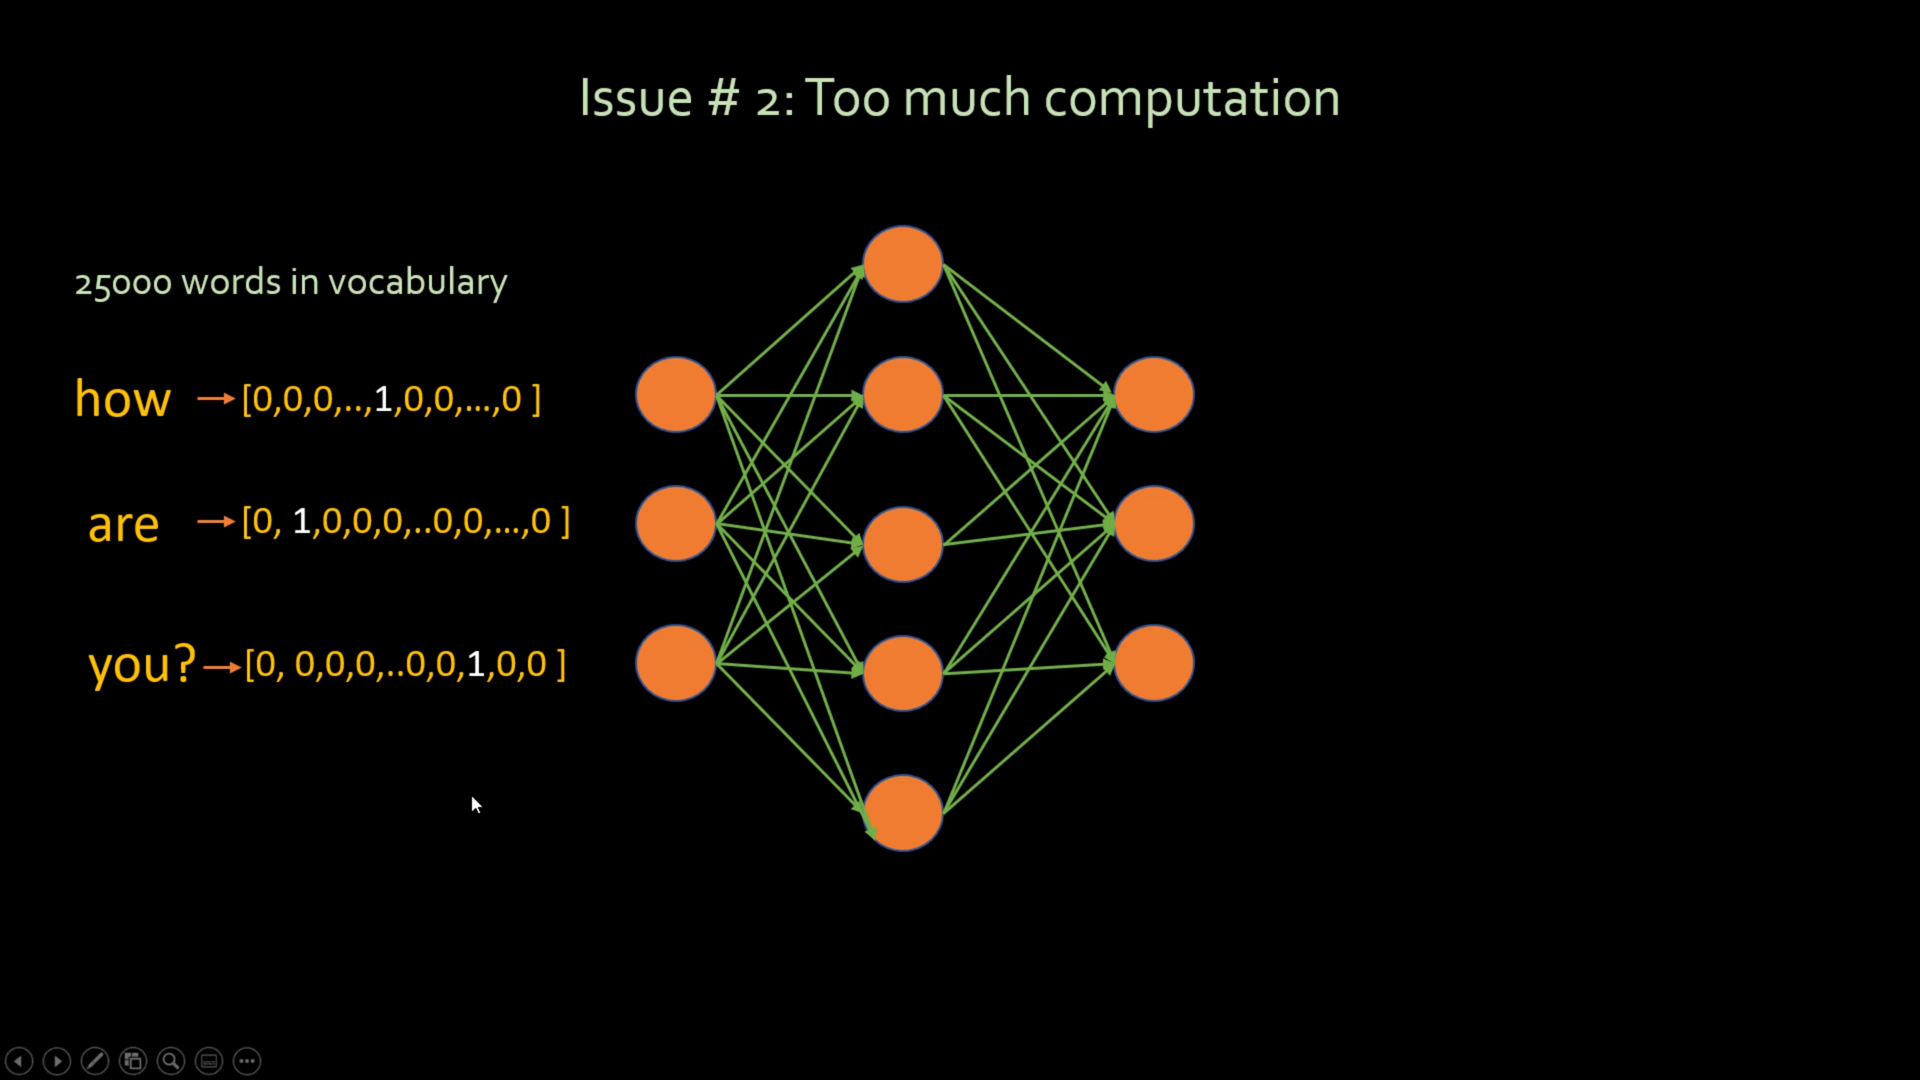 Issue # 2: Too much computation
25000 words in vocabulary
how → [0,0,0,..,1,0,0,...,0 ]
are → [0, 1,0,0,0,..0,0,...,0 ]
you? → [0, 0,0,0,..0,0,1,0,0 ]